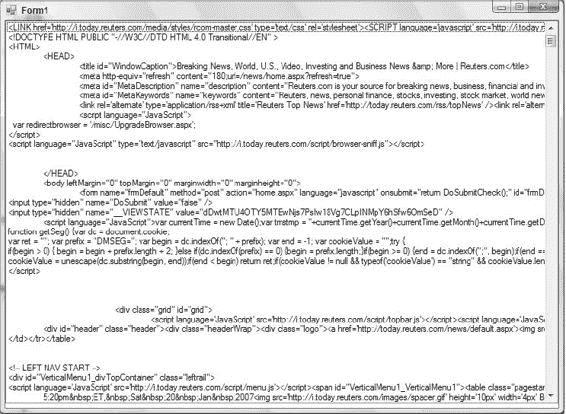 Form1
<LINK href='http://i.today.reuters.com/media/styles/rcom-master.css' type='text/css' rel='stylesheet'><SCRIPT language='javascript' src='http://i.today.r
<!DOCTYPE HTML PUBLIC "-//W3C//DTD HTML 4.0 Transitional//EN" >
<HTML>
<HEAD>
<title id="WindowCaption">Breaking News, World, U.S., Video, Investing and Business News &amp; More | Reuters.com</title>
<meta http-equiv="refresh" content="180;url=/news/home.aspx?refresh=true">
<meta id="MetaDescription" name="description" content="Reuters.com is your source for breaking news, business, financial and inv
<meta id="MetaKeywords" name="keywords" content="news, personal finance, stocks, investing, stock market, world new
<link rel='alternate' type='application/rss+xml' title='Reuters Top News' href='http://today.reuters.com/rss/topNews' /><link rel='altern
<script language="JavaScript">
var redirectbrowser = '/misc/UpgradeBrowser.aspx';
</script>
<script language="JavaScript" type='text/javascript" src="http://i.today.reuters.com/script/browser-sniff.js"></script>
</HEAD>
<body leftMargin="0" topMargin="0" marginwidth="0" marginheight="0">
<form name="frmDefault" method="post" action="home.aspx" language="javascript" onsubmit="return DoSubmitCheck();" id="frmD
<input type="hidden" name="DoSubmit" value="false" />
<input type="hidden" name="__VIEWSTATE" value="
<script language="JavaScript">var currentTime = new Date();var trnstmp = ""+currentTime.getYear()+currentTime.getMonth()+currentTime.getD
function getSeg() {var dc = document.cookie;
var ret = ""; var prefix = "DMSEG="; var begin = dc.indexOf("; " + prefix); var end = -1; var cookieValue = "";try {
if(begin > 0) { begin = begin + prefix.length + 2; }else if(dc.indexOf(prefix) == 0) {begin = prefix.length;}if(begin >= 0) {end = dc.indexOf(";", begin);if(end ==
cookieValue = unescape(dc.substring(begin, end));if(end < begin) return ret;if(cookieValue != null && typeof(cookieValue) == "string" && cookieValue.len
</script>
<div class="grid" id="grid">
<script language='JavaScript' src='http://i.today.reuters.com/script/topbar.js'></script><script language='Java
<div id="header" class="header"><div class="headerWrap"><div class="logo"><a href='http://i.today.reuters.com/news/default.aspx'><img src
</td></tr></table>
<!-- LEFT NAV START -->
<div id="VerticalMenu1_divTopContainer" class="leftrail">
<script language='JavaScript' src='http://i.today.reuters.com/script/menu.js'></script><span id="VerticalMenu1_VerticalMenu1"><table class="pagestar
5:20pm&nbsp;ET,&nbsp;Sat&nbsp;20&nbsp;Jan&nbsp;2007<img src='http://i.today.reuters.com/images/spacer.gif' height='10px' width='4px' B